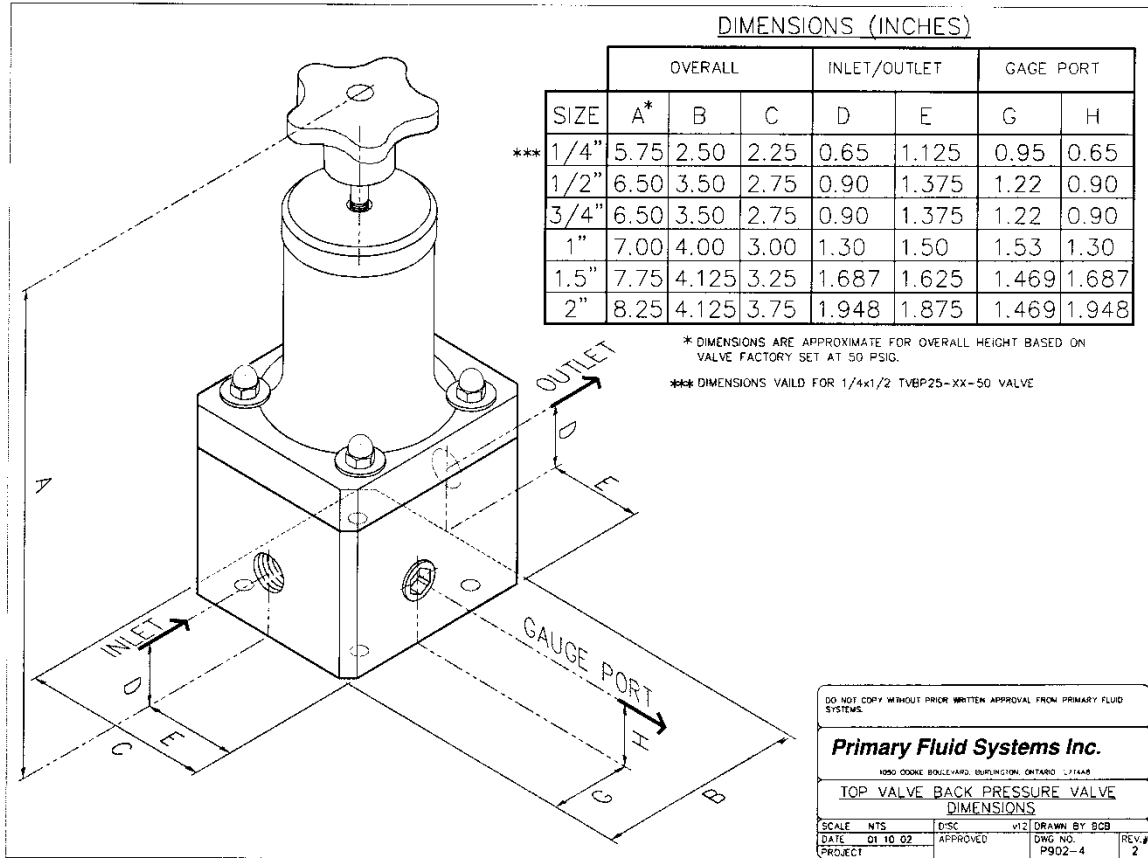 DIMENSIONS (INCHES)
OVERALL INLET/OUTLET GAGE PORT
SIZE A* B C D E G H
*** 1/4" 5.75 2.50 2.25 0.65 1.125 0.95 0.65
1/2" 6.50 3.50 2.75 0.90 1.375 1.22 0.90
3/4" 6.50 3.50 2.75 0.90 1.375 1.22 0.90
1" 7.00 4.00 3.00 1.30 1.50 1.53 1.30
1.5" 7.75 4.125 3.25 1.687 1.625 1.469 1.687
2" 8.25 4.125 3.75 1.948 1.875 1.469 1.948
* DIMENSIONS ARE APPROXIMATE FOR OVERALL HEIGHT BASED ON
VALVE FACTORY SET AT 50 PSIG.
*** DIMENSIONS VAILD FOR 1/4x1/2 TVBP25-XX-50 VALVE
OUTLET
D
E
A
INLET
D
E
C
GAUGE PORT
H
G
B
DO NOT COPY WITHOUT PRIOR WRITTEN APPROVAL FROM PRIMARY FLUID
SYSTEMS.
Primary Fluid Systems Inc.
1050 COOKE BOULEVARD, BURLINGTON, ONTARIO
TOP VALVE BACK PRESSURE VALVE
DIMENSIONS
SCALE NTS DISC v12 DRAWN BY BCB
DATE 01 10 02 APPROVED DWG NO. REV.#
PROJECT P902-4 2